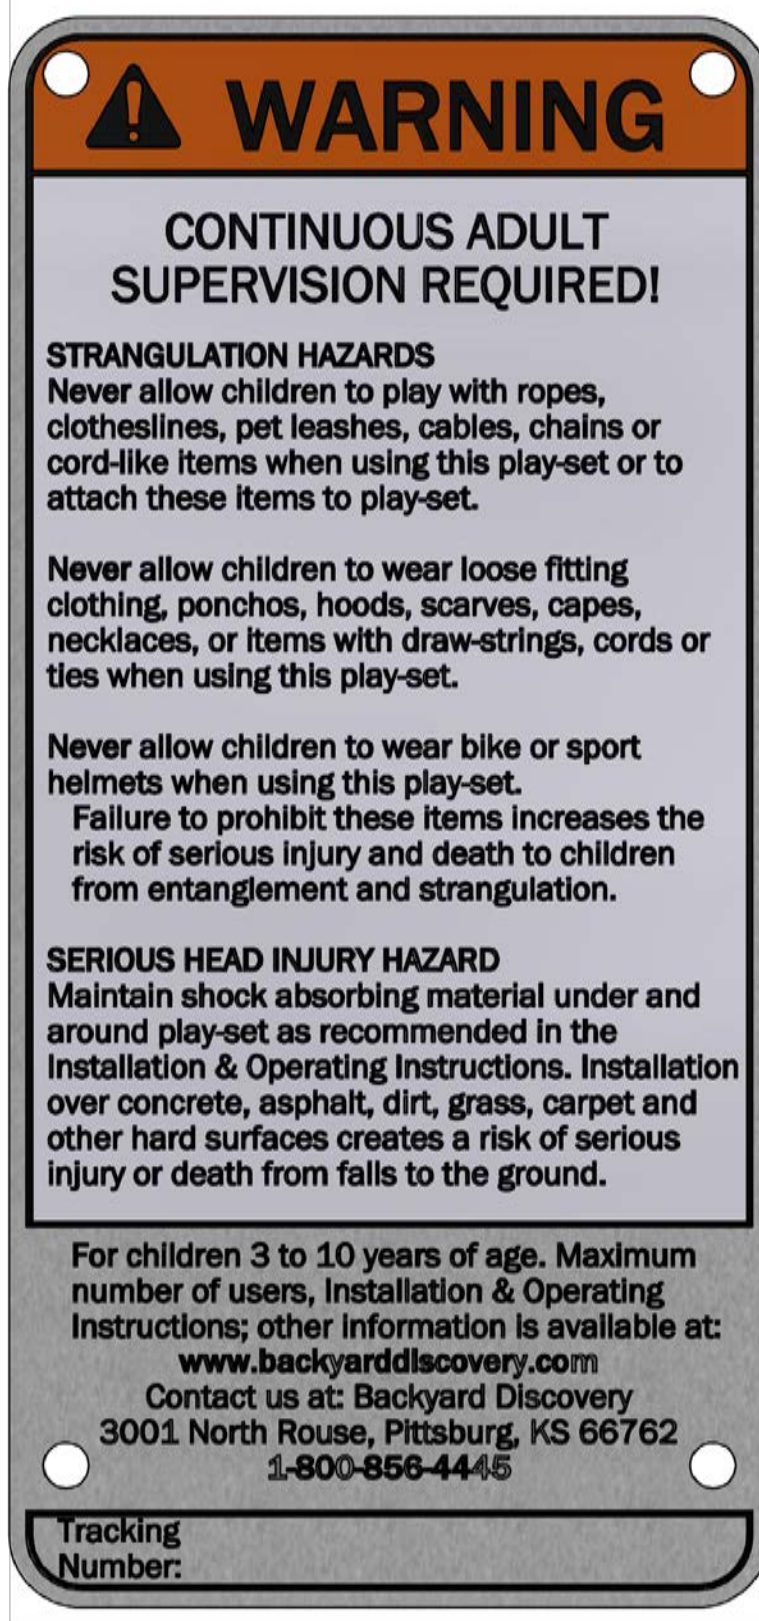 WARNING
CONTINUOUS ADULT
SUPERVISION REQUIRED!
STRANGULATION HAZARDS
Never allow children to play with ropes,
clotheslines, pet leashes, cables, chains or
cord-like items when using this play-set or to
attach these items to play-set.
Never allow children to wear loose fitting
clothing, ponchos, hoods, scarves, capes,
necklaces, or items with draw-strings, cords or
ties when using this play-set.
Never allow children to wear bike or sport
helmets when using this play-set.
Failure to prohibit these items increases the
risk of serious injury and death to children
from entanglement and strangulation.
SERIOUS HEAD INJURY HAZARD
Maintain shock absorbing material under and
around play-set as recommended in the
Installation & Operating Instructions. Installation
over concrete, asphalt, dirt, grass, carpet and
other hard surfaces creates a risk of serious
injury or death from falls to the ground.
For children 3 to 10 years of age. Maximum
number of users, Installation & Operating
Instructions; other information is available at:
www.backyarddiscovery.com
Contact us at: Backyard Discovery
3001 North Rouse, Pittsburg, KS 66762
1-800-856-4445
Tracking
Number: